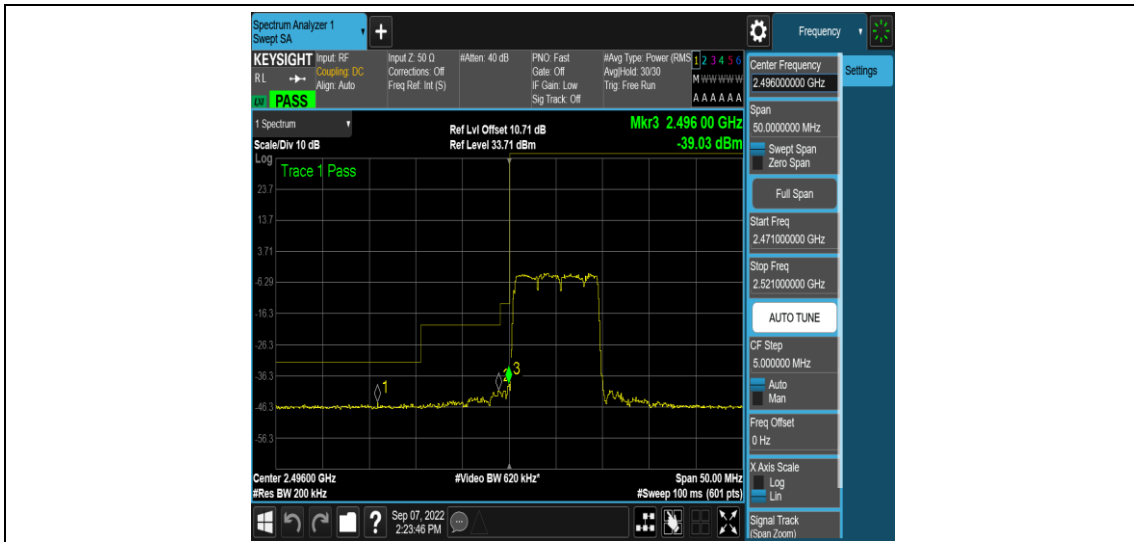 Spectrum Analyzer 1
Swept SA
Frequency
KEYSIGHT
RL
LM
PASS
Input: RF
Coupling: DC
Align: Auto
Input Z: 50 Ω
Corrections: Off
Freq Ref: Int (S)
#Atten: 40 dB
PNO: Fast
Gate: Off
IF Gain: Low
Sig Track: Off
#Avg Type: Power (RMS
Avg|Hold: 30/30
Trig: Free Run
1 2 3 4 5 6
M W W W W W
A A A A A A
1 Spectrum
Scale/Div 10 dB
Ref Lvl Offset 10.71 dB
Ref Level 33.71 dBm
Mkr3 2.496 00 GHz
-39.03 dBm
Log
Trace 1 Pass
23.7
13.7
3.71
-6.29
-16.3
-26.3
-36.3
-46.3
-56.3
1
2
3
Center 2.49600 GHz
#Res BW 200 kHz
#Video BW 620 kHz*
Span 50.00 MHz
#Sweep 100 ms (601 pts)
Sep 07, 2022
2:23:46 PM
Center Frequency
2.496000000 GHz
Settings
Span
50.0000000 MHz
Swept Span
Zero Span
Full Span
Start Freq
2.471000000 GHz
Stop Freq
2.521000000 GHz
AUTO TUNE
CF Step
5.000000 MHz
Auto
Man
Freq Offset
0 Hz
X Axis Scale
Log
Lin
Signal Track
(Span Zoom)